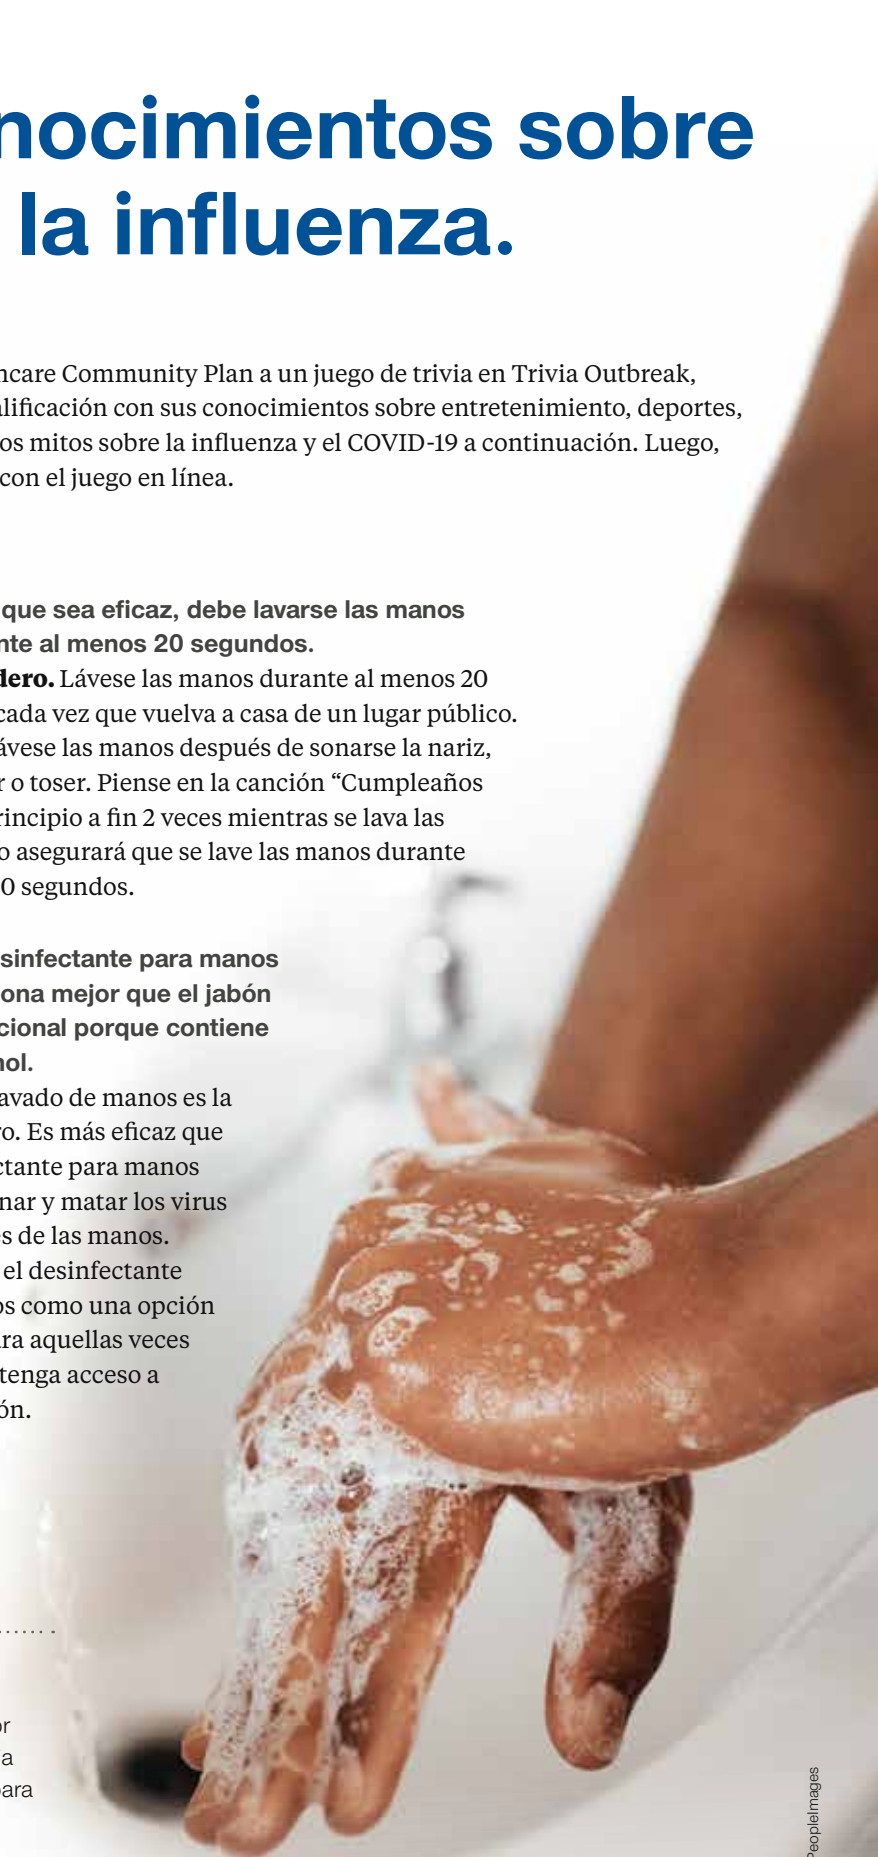 nocimientos sobre
la influenza.
ncare Community Plan a un juego de trivia en Trivia Outbreak,
alificación con sus conocimientos sobre entretenimiento, deportes,
os mitos sobre la influenza y el COVID-19 a continuación. Luego,
con el juego en línea.
que sea eficaz, debe lavarse las manos
nte al menos 20 segundos.
dero. Lávese las manos durante al menos 20
cada vez que vuelva a casa de un lugar público.
ávese las manos después de sonarse la nariz,
r o toser. Piense en la canción “Cumpleaños
rincipio a fin 2 veces mientras se lava las
o asegurará que se lave las manos durante
0 segundos.
sinfectante para manos
ona mejor que el jabón
cional porque contiene
nol.
avado de manos es la
ro. Es más eficaz que
ctante para manos
nar y matar los virus
es de las manos.
el desinfectante
os como una opción
ara aquellas veces
tenga acceso a
ón.
or
a
para
PeopleImages